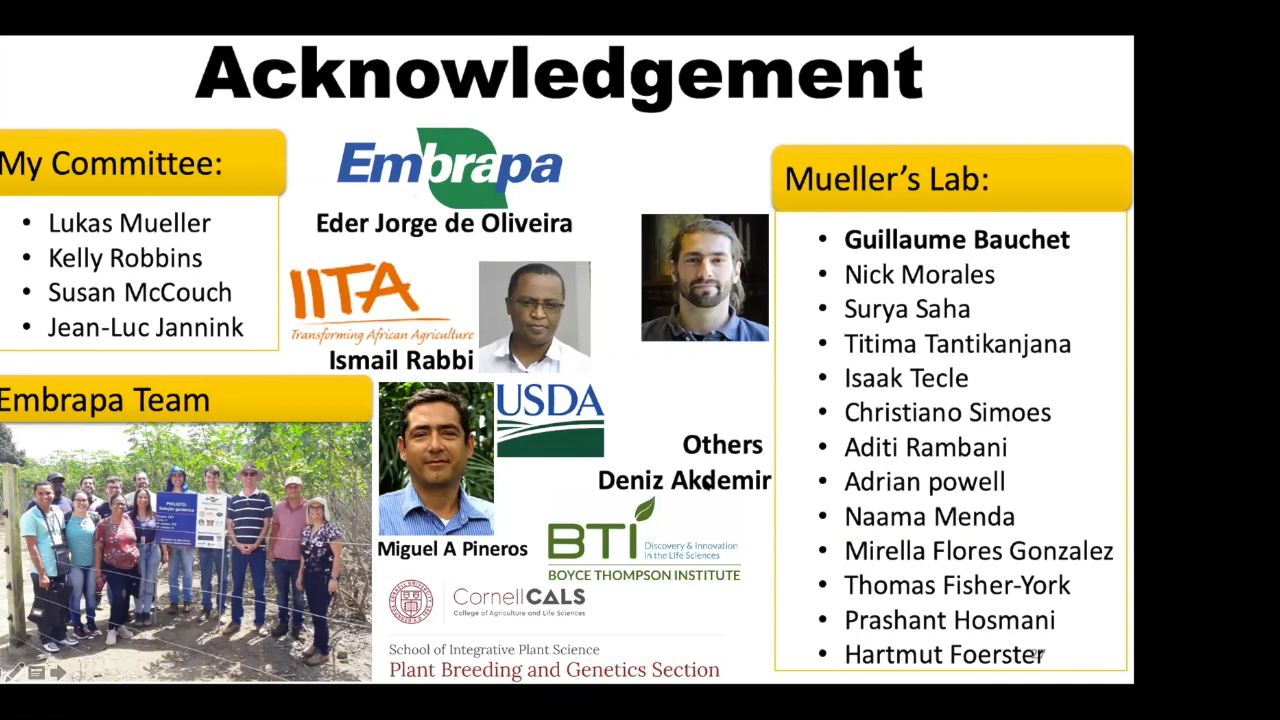 Acknowledgement
My Committee:
• Lukas Mueller
• Kelly Robbins
• Susan McCouch
• Jean-Luc Jannink
Embrapa Team
PROJETO:
Embrapa
Eder Jorge de Oliveira
IITA
Transforming African Agriculture
Ismail Rabbi
USDA
Miguel A Pineros
Others
Deniz Akdemir
BTI
Discovery & Innovation
in the Life Sciences
BOYCE THOMPSON INSTITUTE
CornellCALS
College of Agriculture and Life Sciences
School of Integrative Plant Science
Plant Breeding and Genetics Section
Mueller’s Lab:
• Guillaume Bauchet
• Nick Morales
• Surya Saha
• Titima Tantikanjana
• Isaak Tecle
• Christiano Simoes
• Aditi Rambani
• Adrian powell
• Naama Menda
• Mirella Flores Gonzalez
• Thomas Fisher-York
• Prashant Hosmani
• Hartmut Foerster